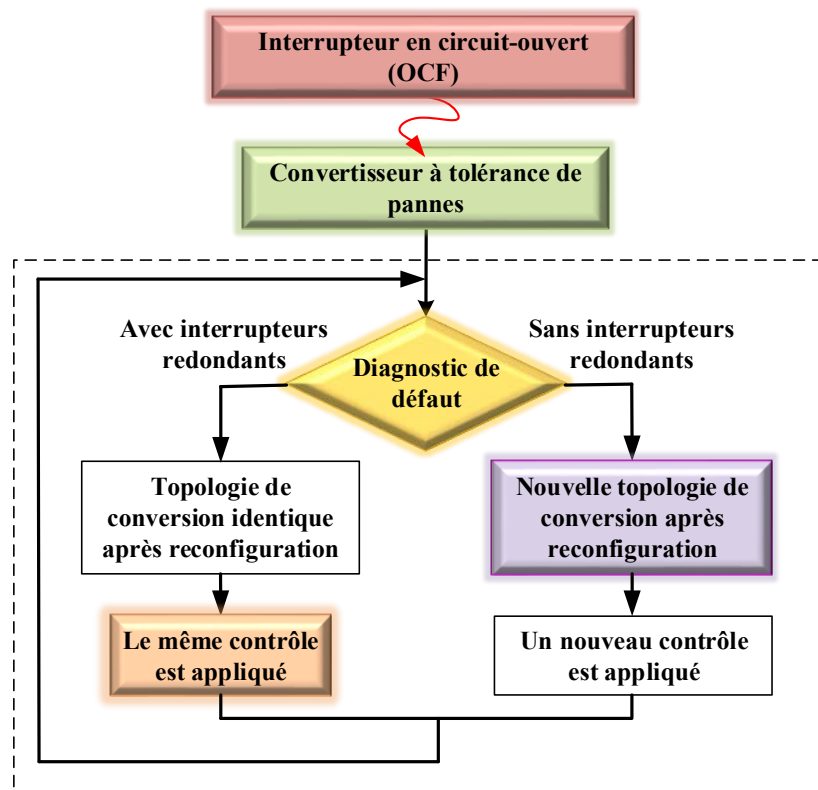 Interrupteur en circuit-ouvert
(OCF)
Convertisseur à tolérance de
pannes
Avec interrupteurs
redondants
Sans interrupteurs
redondants
Diagnostic de
défaut
Topologie de
conversion identique
après reconfiguration
Nouvelle topologie de
conversion après
reconfiguration
Le même contrôle
est appliqué
Un nouveau contrôle
est appliqué